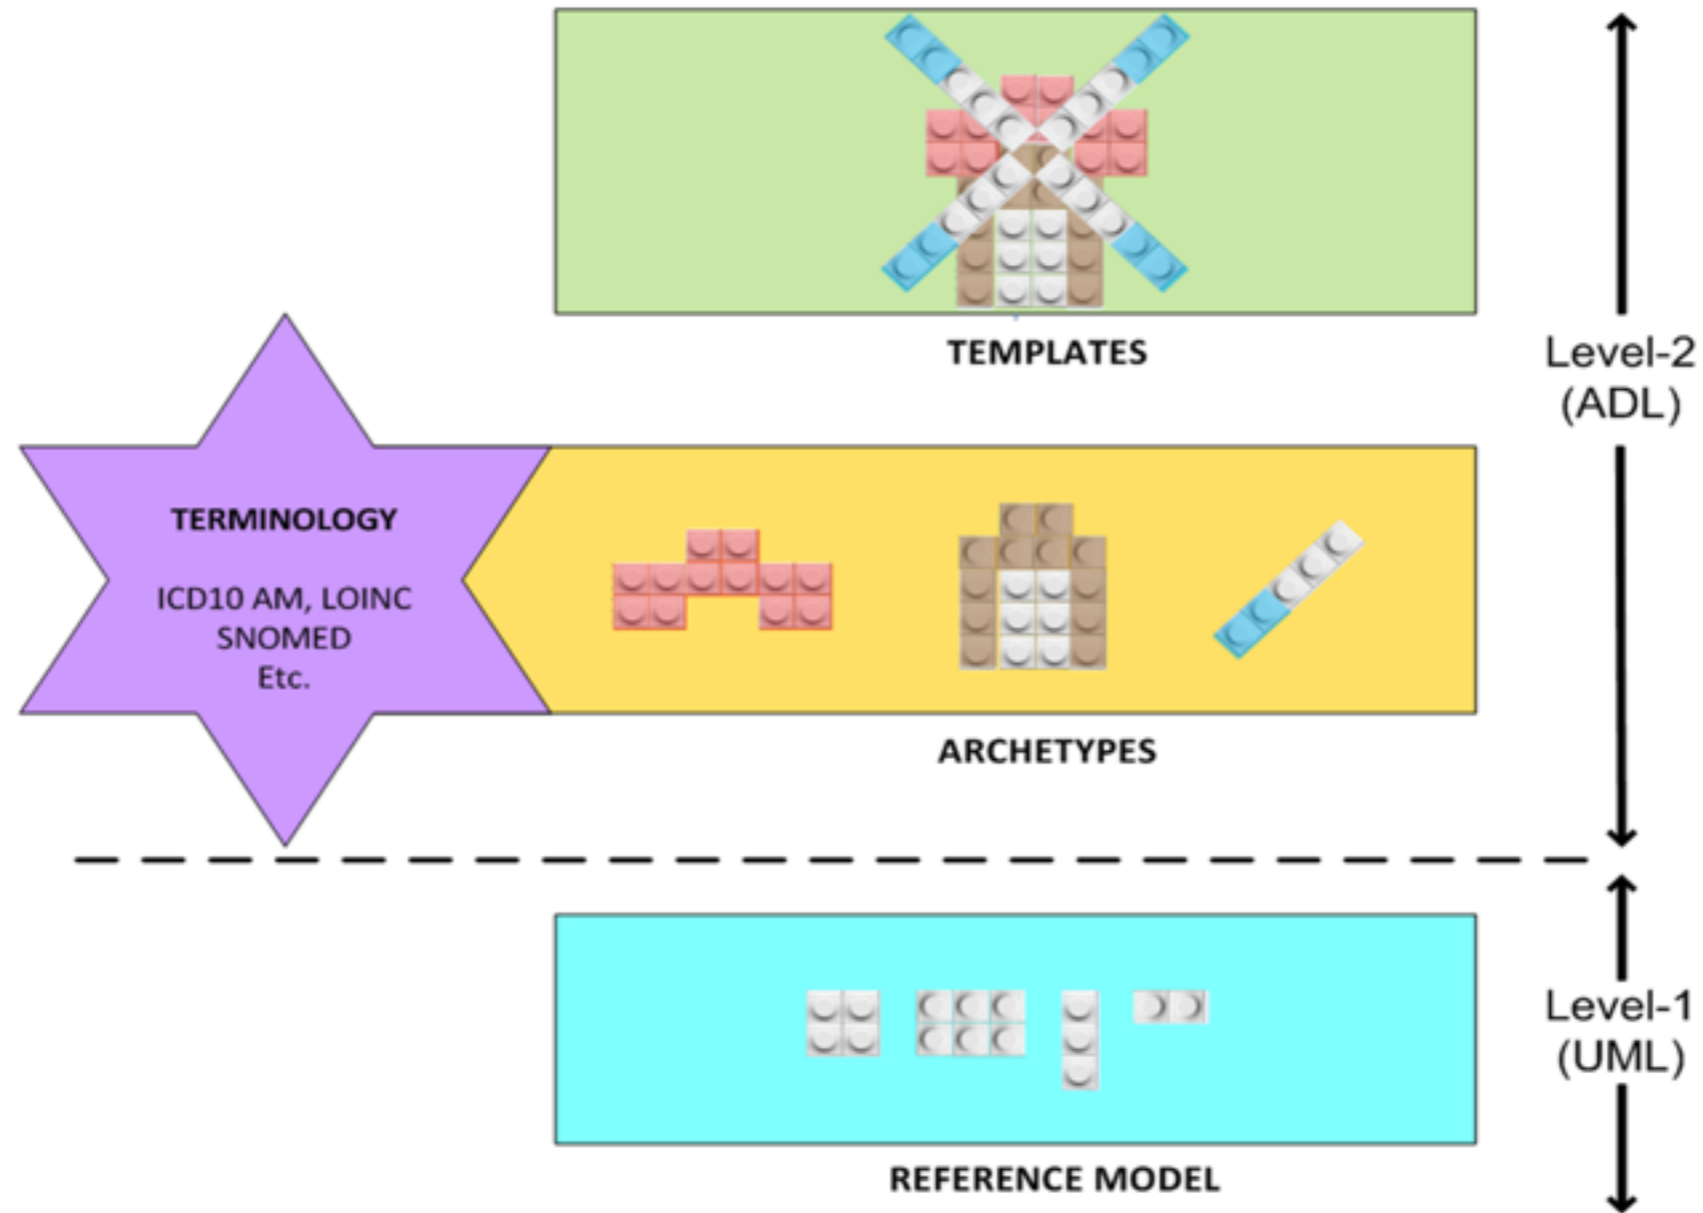 TEMPLATES
Level-2
(ADL)
TERMINOLOGY
ICD10 AM, LOINC
SNOMED
Etc.
ARCHETYPES
Level-1
(UML)
REFERENCE MODEL